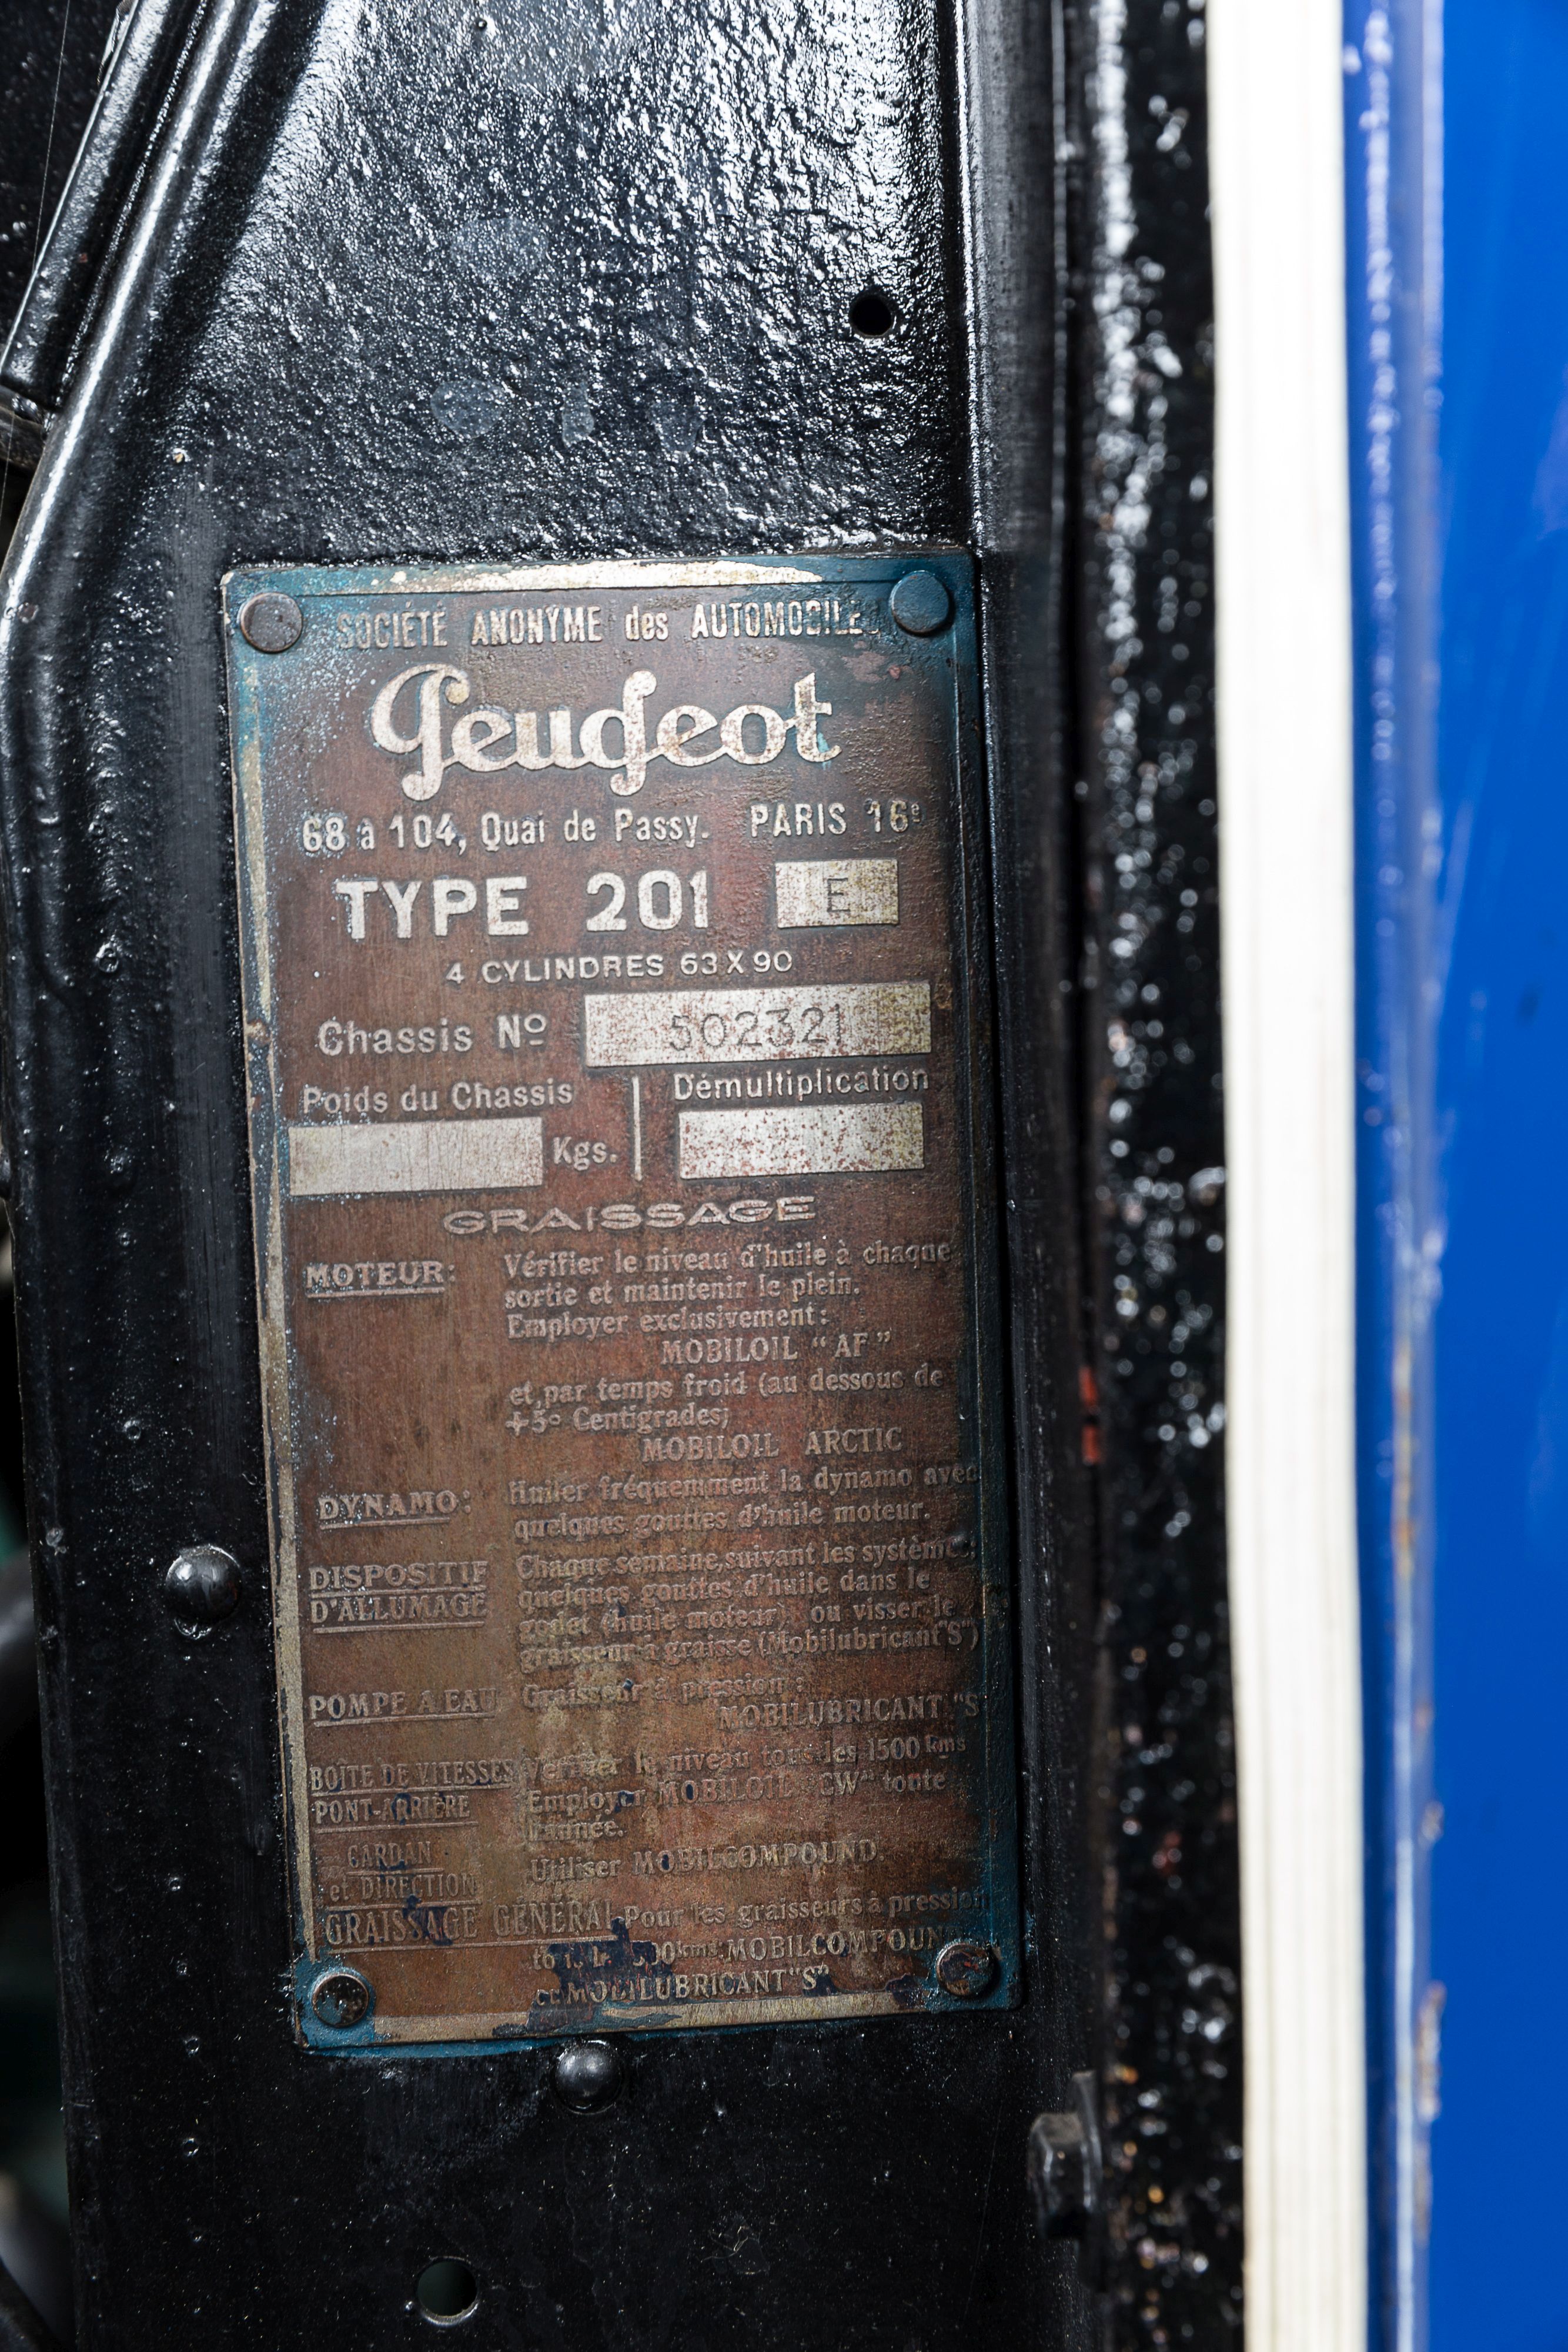 SOCIÉTÉ ANONYME des AUTOMOBILES
Peugeot
68 a 104, Quai de Passy. PARIS 16e
TYPE 201 E
4 CYLINDRES 63 X 90
Chassis No 502321
Poids du Chassis Démultiplication
Kgs.
GRAISSAGE
MOTEUR: Vérifier le niveau d'huile à chaque
sortie et maintenir le plein.
Employer exclusivement:
MOBILOIL "AF"
et par temps froid (au dessous de
+5° Centigrades)
MOBILOIL ARCTIC
DYNAMO: Huiler fréquemment la dynamo avec
quelques gouttes d'huile moteur.
DISPOSITIF D'ALLUMAGE Chaque semaine, suivant les systèmes;
quelques gouttes d'huile dans le
godet (huile moteur) ou visser le
graisseur à graisse (Mobilubricant "S")
POMPE A EAU Graisseur à pression:
MOBILUBRICANT "S
BOITE DE VITESSES Vérifier le niveau tous les 1500 kms
PONT-ARRIÈRE Employer MOBILOIL "CW" toute
l'année.
CARDAN
et DIRECTION Utiliser MOBILCOMPOUND.
GRAISSAGE GÉNÉRAL Pour les graisseurs à pression
kms MOBILCOMPOUND
MOBILUBRICANT "S"